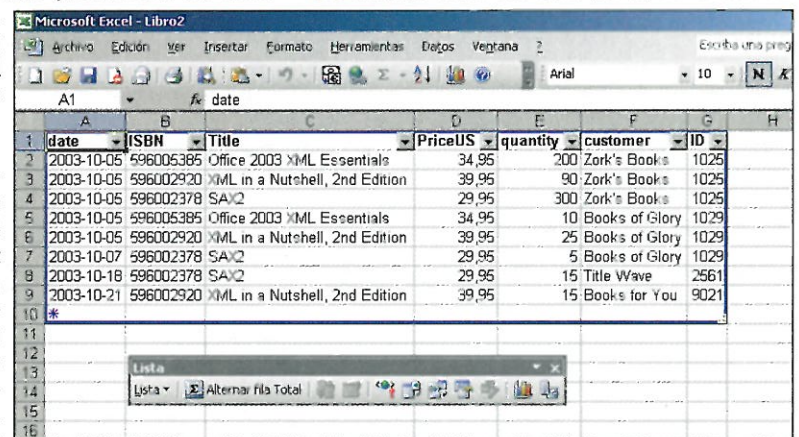 Microsoft Excel - Libro2
Archivo Edición Ver Insertar Formato Herramientas Datos Ventana ? Escriba una preg
Arial 10 N K
A1 fx date
A B C D E F G H
1 date ISBN Title PriceUS quantity customer ID
2 2003-10-05 596005385 Office 2003 XML Essentials 34,95 200 Zork's Books 1025
3 2003-10-05 596002920 XML in a Nutshell, 2nd Edition 39,95 90 Zork's Books 1025
4 2003-10-05 596002378 SAX2 29,95 300 Zork's Books 1025
5 2003-10-05 596005385 Office 2003 XML Essentials 34,95 10 Books of Glory 1029
6 2003-10-05 596002920 XML in a Nutshell, 2nd Edition 39,95 25 Books of Glory 1029
7 2003-10-07 596002378 SAX2 29,95 5 Books of Glory 1029
8 2003-10-18 596002378 SAX2 29,95 15 Title Wave 2561
9 2003-10-21 596002920 XML in a Nutshell, 2nd Edition 39,95 15 Books for You 9021
10 *
11
12
13 Lista
14 Lista Σ Alternar fila Total
15
16